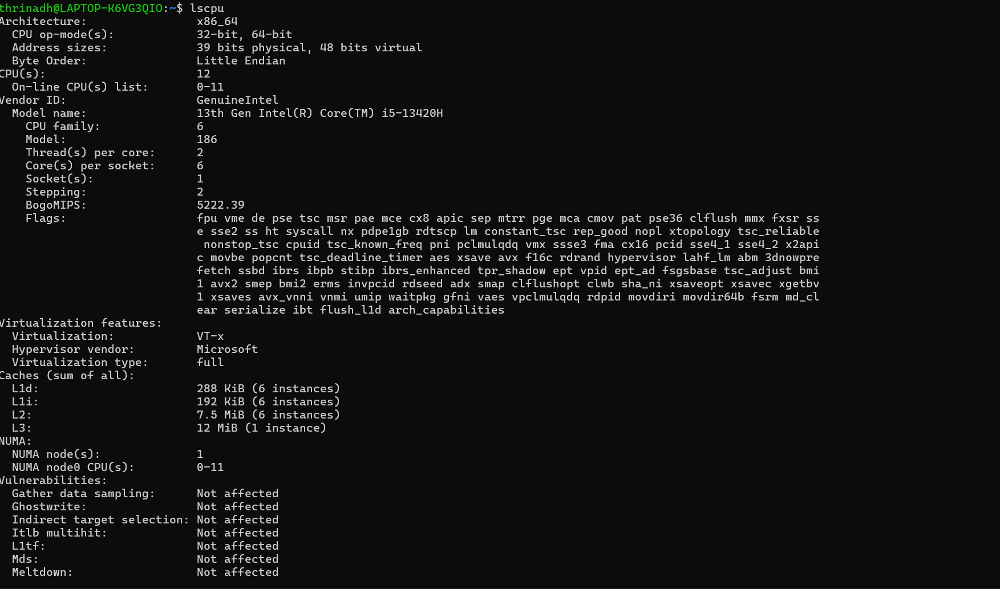 thrinadh@LAPTOP-K6VG3QIO:~$ lscpu
Architecture: x86_64
CPU op-mode(s): 32-bit, 64-bit
Address sizes: 39 bits physical, 48 bits virtual
Byte Order: Little Endian
CPU(s): 12
On-line CPU(s) list: 0-11
Vendor ID: GenuineIntel
Model name: 13th Gen Intel(R) Core(TM) i5-13420H
CPU family: 6
Model: 186
Thread(s) per core: 2
Core(s) per socket: 6
Socket(s): 1
Stepping: 2
BogoMIPS: 5222.39
Flags: fpu vme de pse tsc msr pae mce cx8 apic sep mtrr pge mca cmov pat pse36 clflush mmx fxsr ss
e sse2 ss ht syscall nx pdpe1gb rdtscp lm constant_tsc rep_good nopl xtopology tsc_reliable
nonstop_tsc cpuid tsc_known_freq pni pclmulqdq vmx ssse3 fma cx16 pcid sse4_1 sse4_2 x2api
c movbe popcnt tsc_deadline_timer aes xsave avx f16c rdrand hypervisor lahf_lm abm 3dnowpre
fetch ssbd ibrs ibpb stibp ibrs_enhanced tpr_shadow ept vpid ept_ad fsgsbase tsc_adjust bmi
1 avx2 smep bmi2 erms invpcid rdseed adx smap clflushopt clwb sha_ni xsaveopt xsavec xgetbv
1 xsaves avx_vnni vnmi umip waitpkg gfni vaes vpclmulqdq rdpid movdiri movdir64b fsrm md_cl
ear serialize ibt flush_l1d arch_capabilities
Virtualization features:
Virtualization: VT-x
Hypervisor vendor: Microsoft
Virtualization type: full
Caches (sum of all):
L1d: 288 KiB (6 instances)
L1i: 192 KiB (6 instances)
L2: 7.5 MiB (6 instances)
L3: 12 MiB (1 instance)
NUMA:
NUMA node(s): 1
NUMA node0 CPU(s): 0-11
Vulnerabilities:
Gather data sampling: Not affected
Ghostwrite: Not affected
Indirect target selection: Not affected
Itlb multihit: Not affected
L1tf: Not affected
Mds: Not affected
Meltdown: Not affected